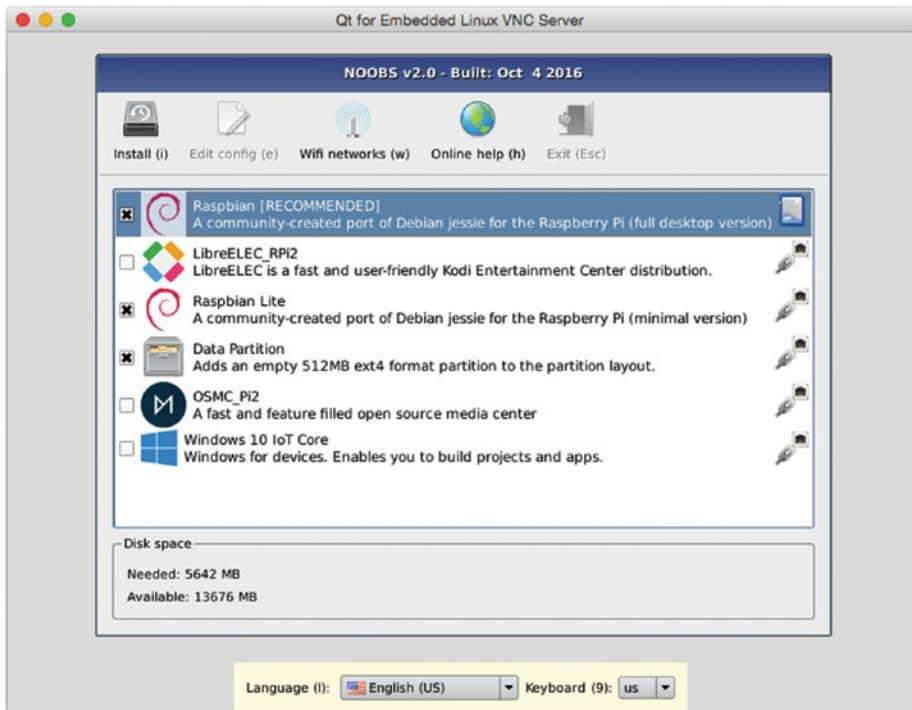 Qt for Embedded Linux VNC Server
NOOBS v2.0 - Built: Oct 4 2016
Install (i)
Edit config (e)
Wifi networks (w)
Online help (h)
Exit (Esc)
Raspbian [RECOMMENDED]
A community-created port of Debian jessie for the Raspberry Pi (full desktop version)
LibreELEC_RPi2
LibreELEC is a fast and user-friendly Kodi Entertainment Center distribution.
Raspbian Lite
A community-created port of Debian jessie for the Raspberry Pi (minimal version)
Data Partition
Adds an empty 512MB ext4 format partition to the partition layout.
OSMC_Pi2
A fast and feature filled open source media center
Windows 10 IoT Core
Windows for devices. Enables you to build projects and apps.
Disk space
Needed: 5642 MB
Available: 13676 MB
Language (l): English (US) Keyboard (9): us